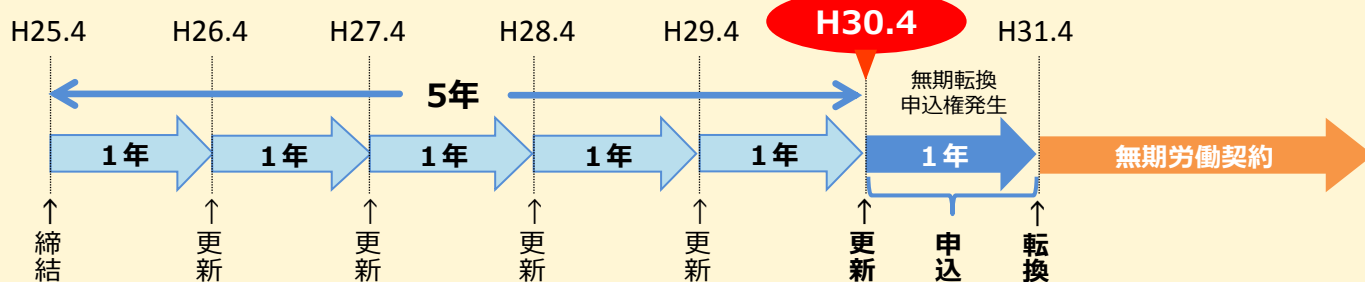 H25.4
H26.4
H27.4
H28.4
H29.4
H30.4
H31.4
5年
無期転換
申込権発生
1年
1年
1年
1年
1年
1年
無期労働契約
↑
締結
↑
更新
↑
更新
↑
更新
↑
更新
↑
更新
申込
↑
転換